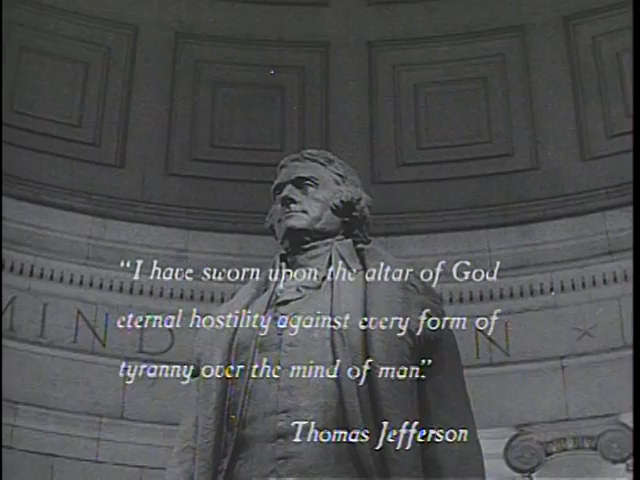 “I have sworn upon the altar of God
eternal hostility against every form of
tyranny over the mind of man.”
Thomas Jefferson
MIND
N